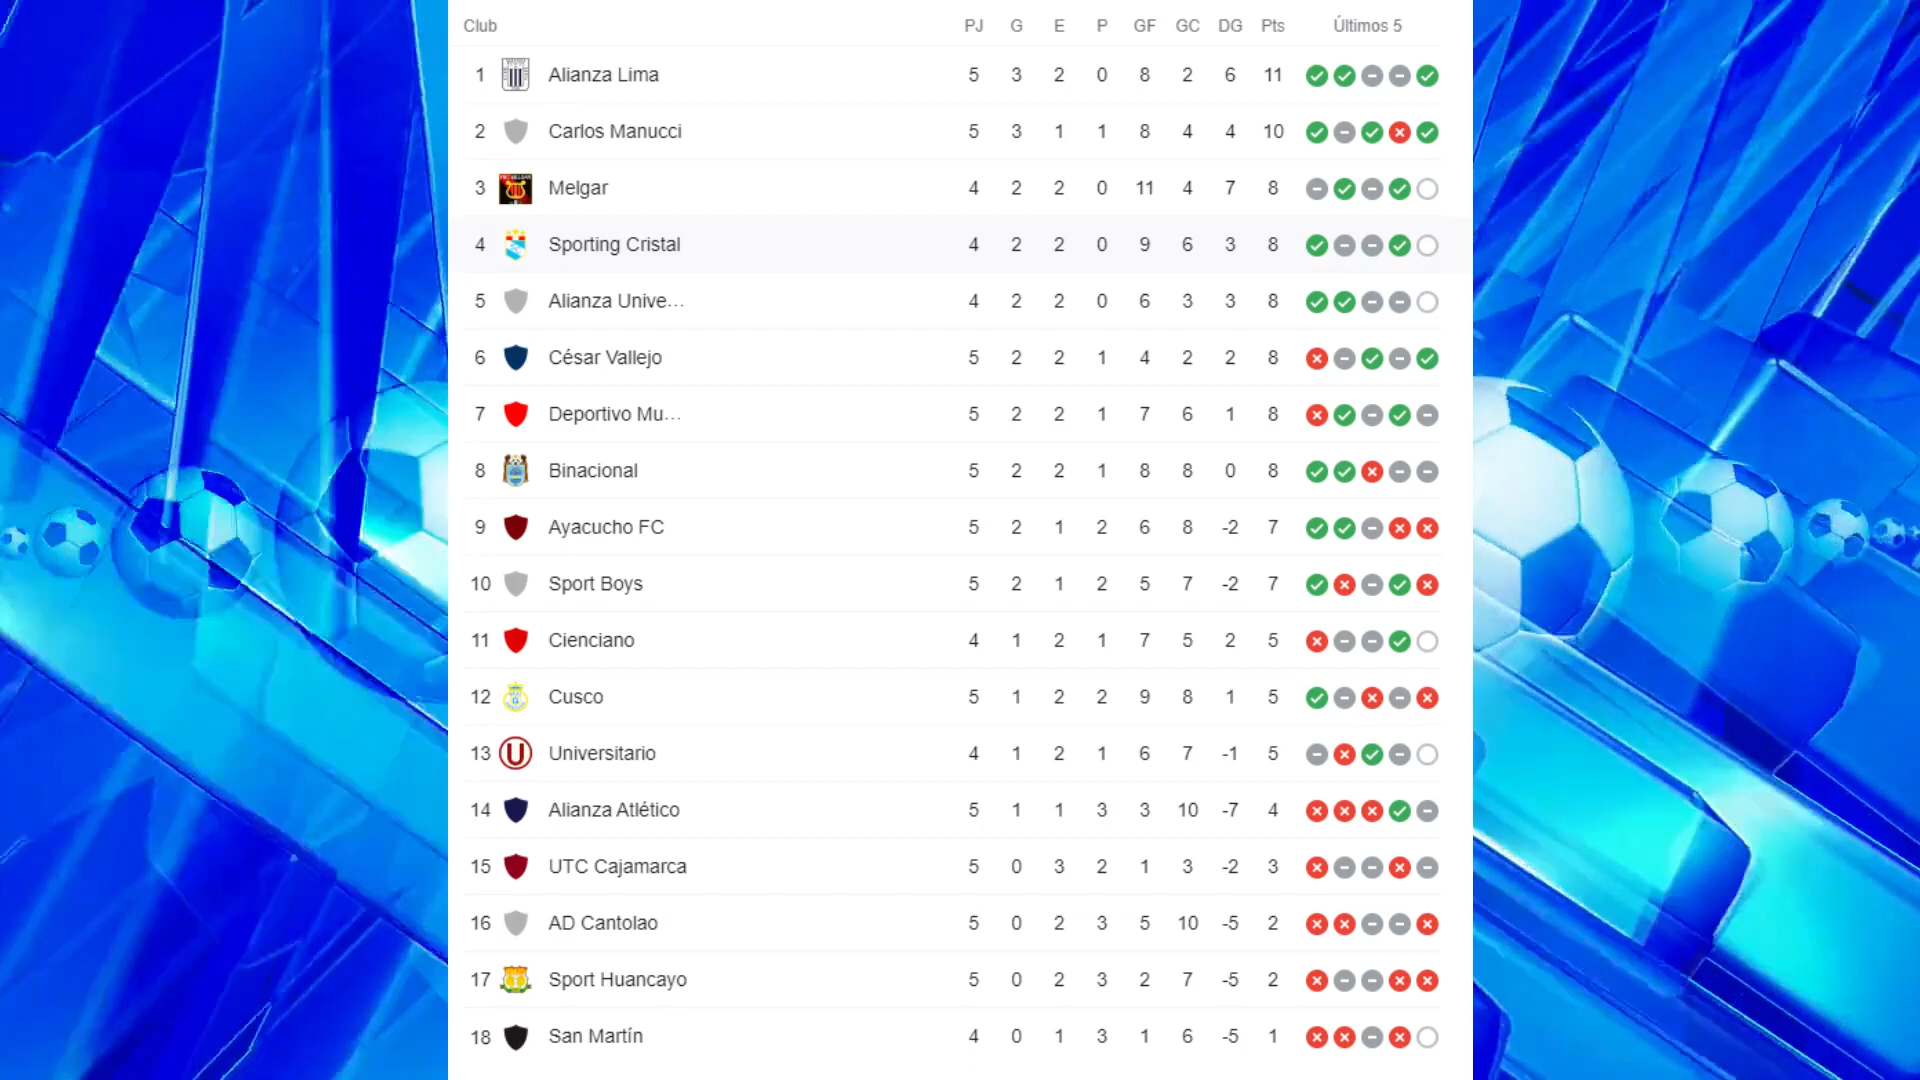 Club PJ G E P GF GC DG Pts Últimos 5
1 Alianza Lima 5 3 2 0 8 2 6 11
2 Carlos Manucci 5 3 1 1 8 4 4 10
3 Melgar 4 2 2 0 11 4 7 8
4 Sporting Cristal 4 2 2 0 9 6 3 8
5 Alianza Unive... 4 2 2 0 6 3 3 8
6 César Vallejo 5 2 2 1 4 2 2 8
7 Deportivo Mu... 5 2 2 1 7 6 1 8
8 Binacional 5 2 2 1 8 8 0 8
9 Ayacucho FC 5 2 1 2 6 8 -2 7
10 Sport Boys 5 2 1 2 5 7 -2 7
11 Cienciano 4 1 2 1 7 5 2 5
12 Cusco 5 1 2 2 9 8 1 5
13 U Universitario 4 1 2 1 6 7 -1 5
14 Alianza Atlético 5 1 1 3 3 10 -7 4
15 UTC Cajamarca 5 0 3 2 1 3 -2 3
16 AD Cantolao 5 0 2 3 5 10 -5 2
17 Sport Huancayo 5 0 2 3 2 7 -5 2
18 San Martín 4 0 1 3 1 6 -5 1